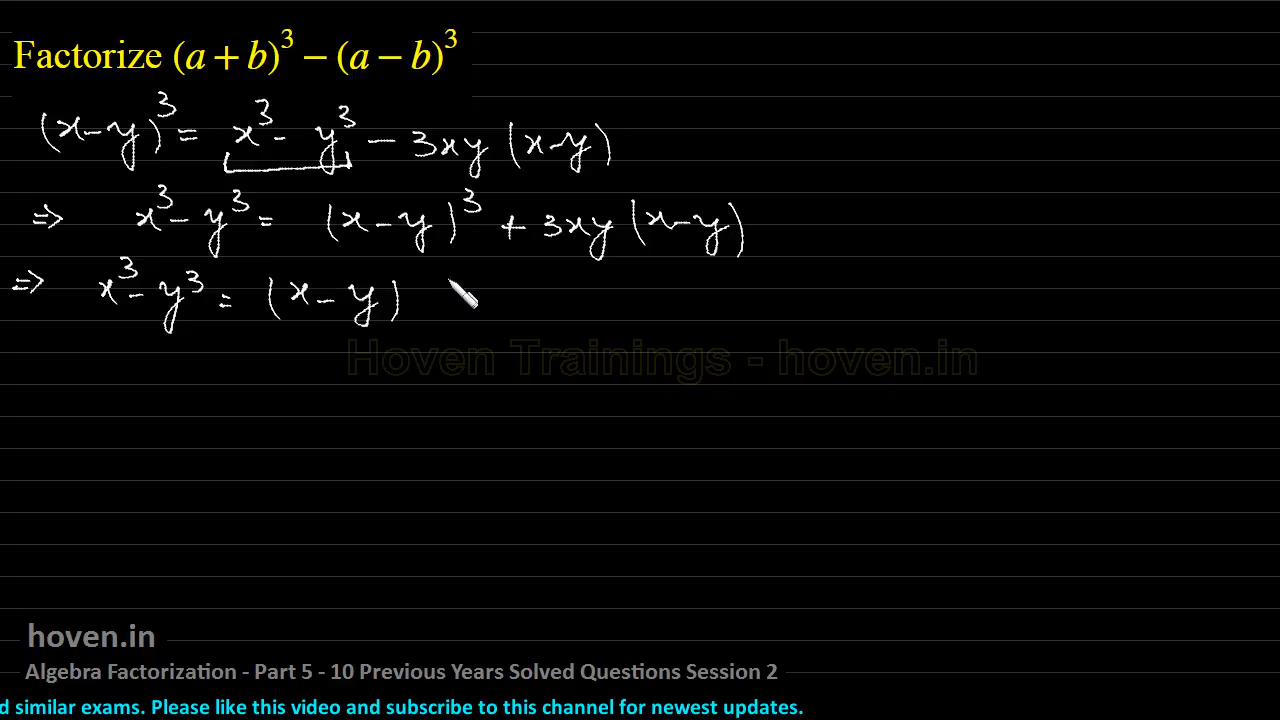 Factorize (a + b)³ − (a − b)³
(x-y)³ = x³ - y³ - 3xy (x-y)
⇒ x³ - y³ = (x - y)³ + 3xy (x-y)
⇒ x³ - y³ = (x - y)
Hoven Trainings - hoven.in
hoven.in
Algebra Factorization - Part 5 - 10 Previous Years Solved Questions Session 2
d similar exams. Please like this video and subscribe to this channel for newest updates.